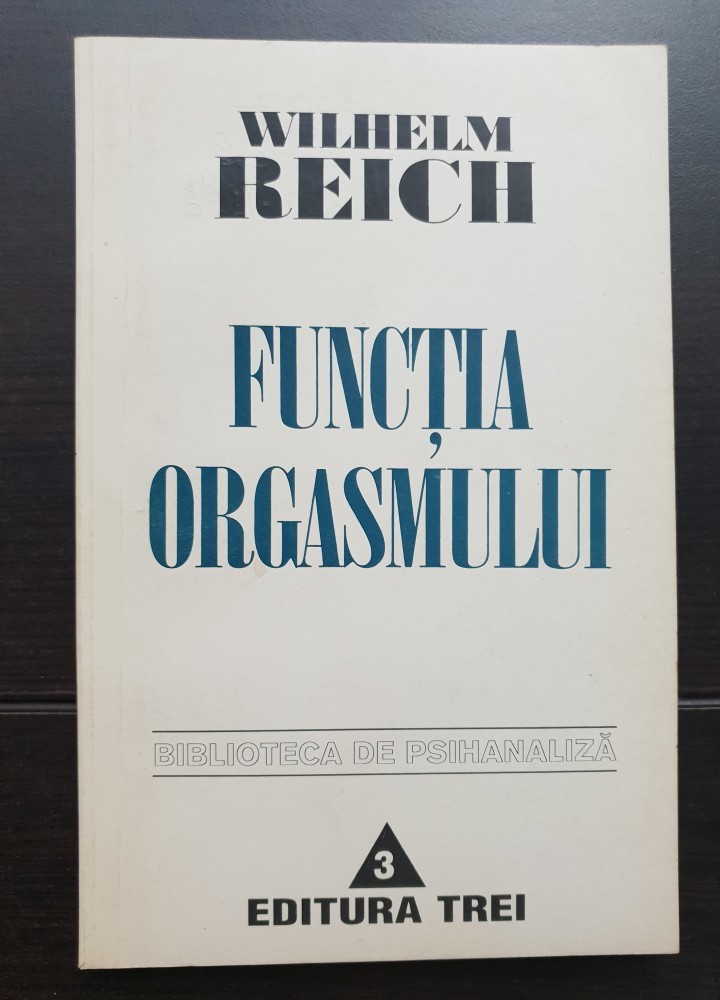 WILHELM
REICH
FUNCȚIA
ORGASMULUI
BIBLIOTECA DE PSIHANALIZĂ
3
EDITURA TREI